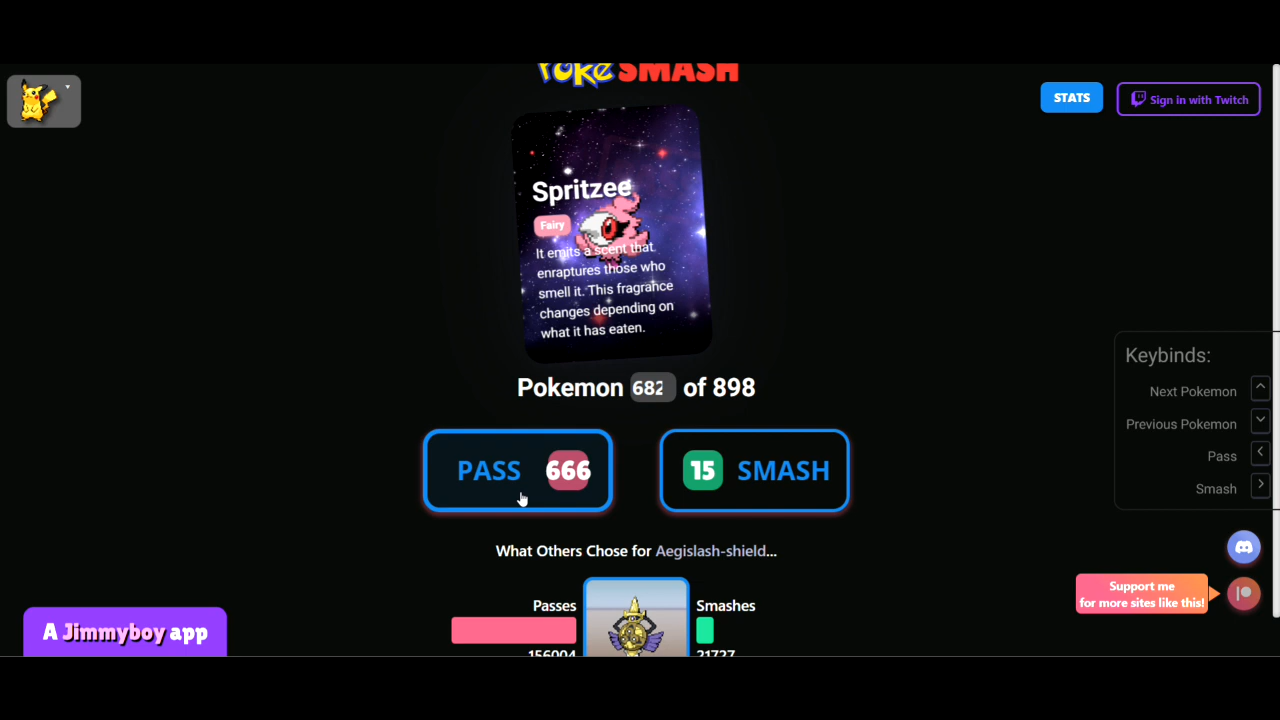 Poké SMASH
STATS
Sign in with Twitch
Spritzee
Fairy
It emits a scent that
enraptures those who
smell it. This fragrance
changes depending on
what it has eaten.
Pokemon 682 of 898
PASS 666
15 SMASH
Keybinds:
Next Pokemon
Previous Pokemon
Pass
Smash
What Others Chose for Aegislash-shield...
Passes
Smashes
156004
21727
Support me
for more sites like this!
A Jimmyboy app